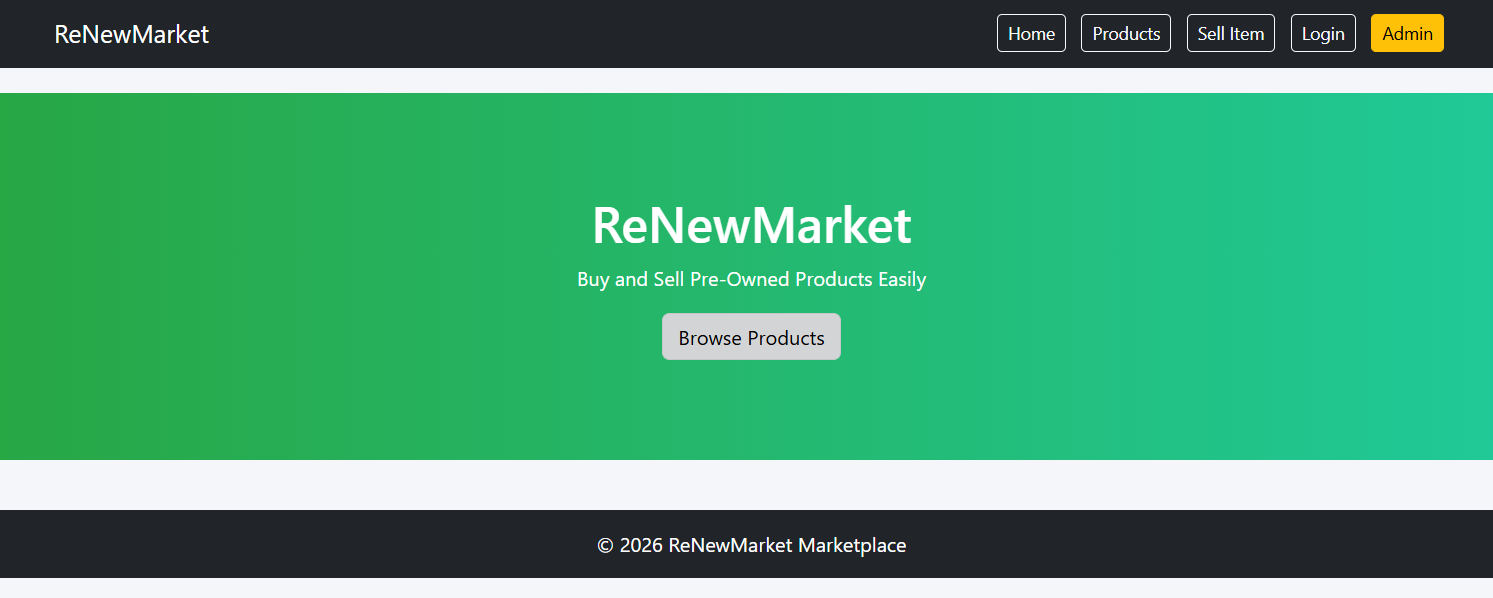 ReNewMarket
Home Products Sell Item Login Admin
ReNewMarket
Buy and Sell Pre-Owned Products Easily
Browse Products
© 2026 ReNewMarket Marketplace